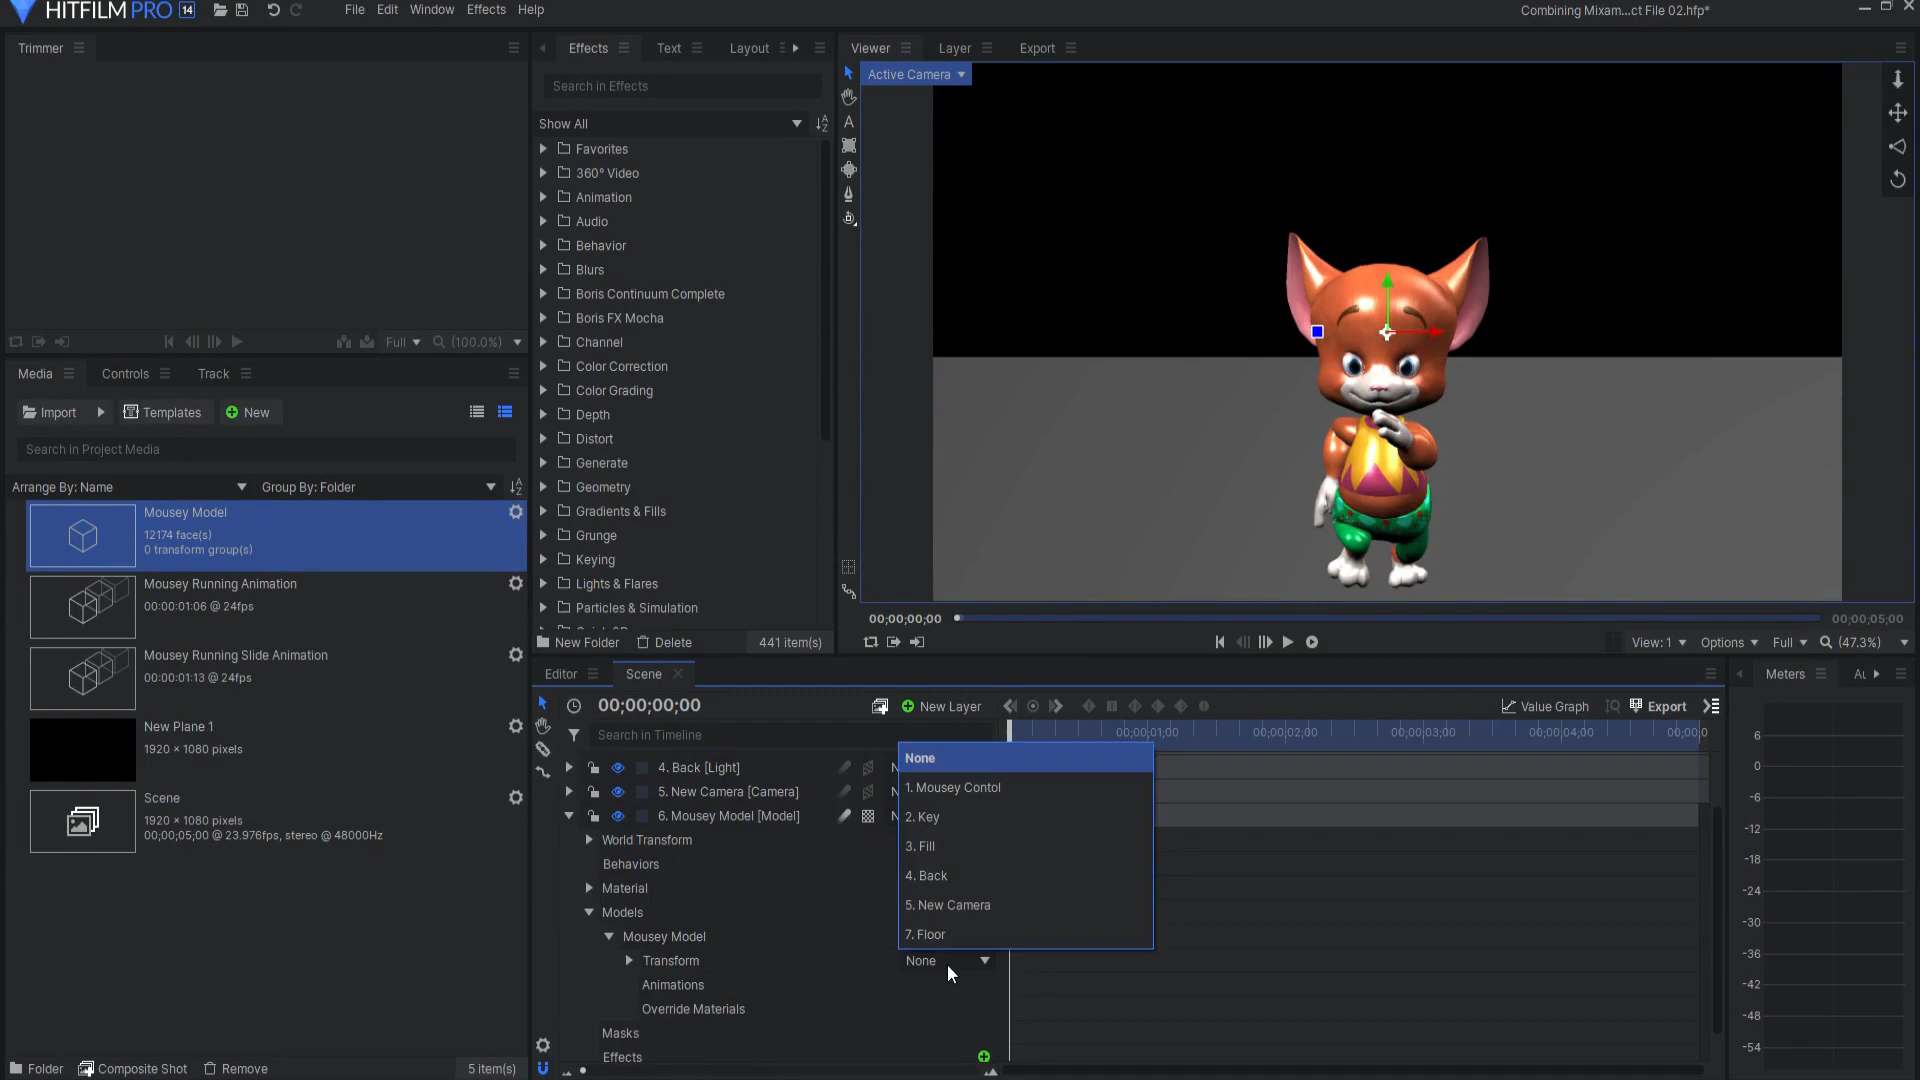 HITFILM PRO 14
File Edit Window Effects Help
Combining Mixam...ct File 02.hfp*
Trimmer
Full (100.0%)
Media Controls Track
Import Templates New
Search in Project Media
Arrange By: Name Group By: Folder
Mousey Model
12174 face(s)
0 transform group(s)
Mousey Running Animation
00:00:01:06 @ 24fps
Mousey Running Slide Animation
00:00:01:13 @ 24fps
New Plane 1
1920 × 1080 pixels
Scene
1920 × 1080 pixels
00;00;05;00 @ 23.976fps, stereo @ 48000Hz
Folder Composite Shot Remove 5 item(s)
Effects Text Layout
Search in Effects
Show All
Favorites
360° Video
Animation
Audio
Behavior
Blurs
Boris Continuum Complete
Boris FX Mocha
Channel
Color Correction
Color Grading
Depth
Distort
Generate
Geometry
Gradients & Fills
Grunge
Keying
Lights & Flares
Particles & Simulation
New Folder Delete 441 item(s)
Viewer Layer Export
Active Camera
A
00;00;00;00 00;00;05;00
View: 1 Options Full (47.3%)
Editor Scene
00;00;00;00 New Layer Value Graph Export
Search in Timeline
00;00;01;00 00;00;02;00 00;00;03;00 00;00;04;00 00;00;0
4. Back [Light] N
5. New Camera [Camera] N
6. Mousey Model [Model] N
World Transform
Behaviors
Material
Models
Mousey Model
Transform None
Animations
Override Materials
Masks
Effects
None
1. Mousey Contol
2. Key
3. Fill
4. Back
5. New Camera
7. Floor
Meters Au
6
0
-6
-12
-18
-24
-30
-36
-42
-48
-54